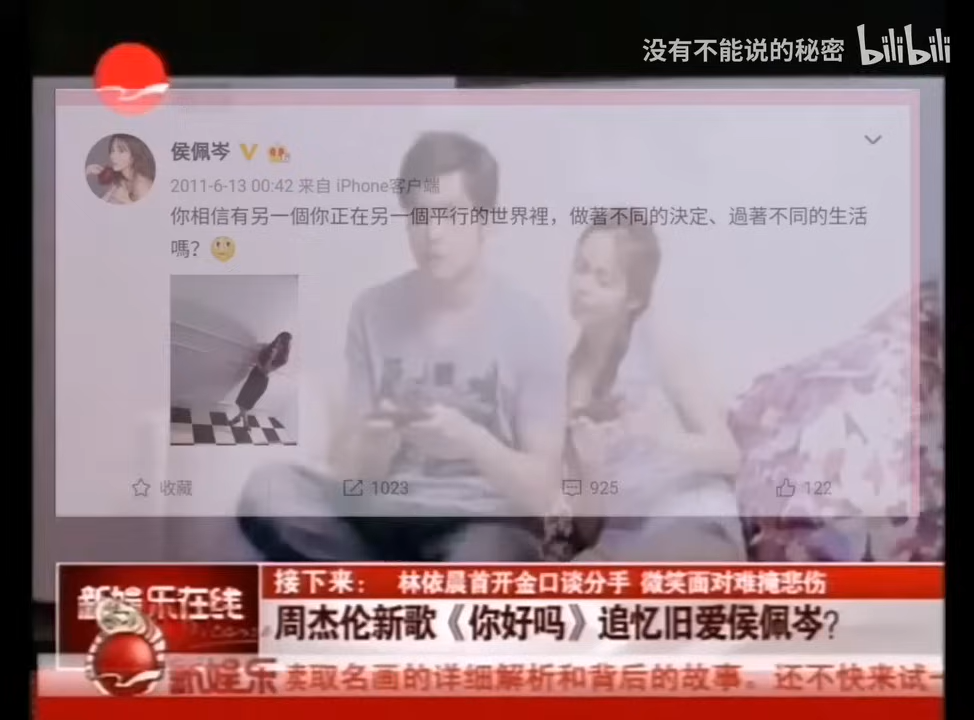 没有不能说的秘密 bilibili
侯佩岑
2011-6-13 00:42 来自 iPhone客户端
你相信有另一個你正在另一個平行的世界裡，做著不同的決定、過著不同的生活
嗎？
收藏 1023 925 122
接下来： 林依晨首开金口谈分手 微笑面对难掩悲伤
新娱乐在线
周杰伦新歌《你好吗》追忆旧爱侯佩岑？
新娱乐
读取名画的详细解析和背后的故事。还不快来试一